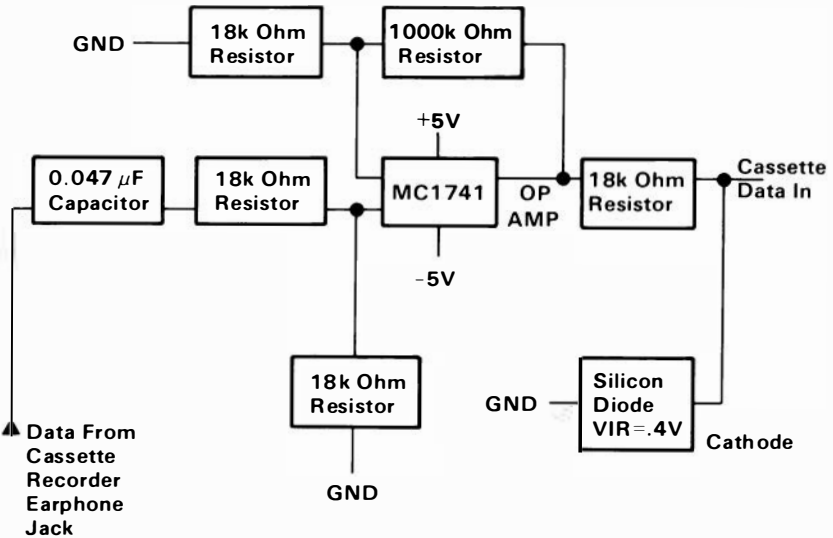 GND
18k Ohm
Resistor
1000k Ohm
Resistor
+5V
0.047 μF
Capacitor
18k Ohm
Resistor
MC1741
OP
AMP
18k Ohm
Resistor
Cassette
Data In
-5V
18k Ohm
Resistor
GND
GND
Silicon
Diode
VIR=.4V
Cathode
Data From
Cassette
Recorder
Earphone
Jack